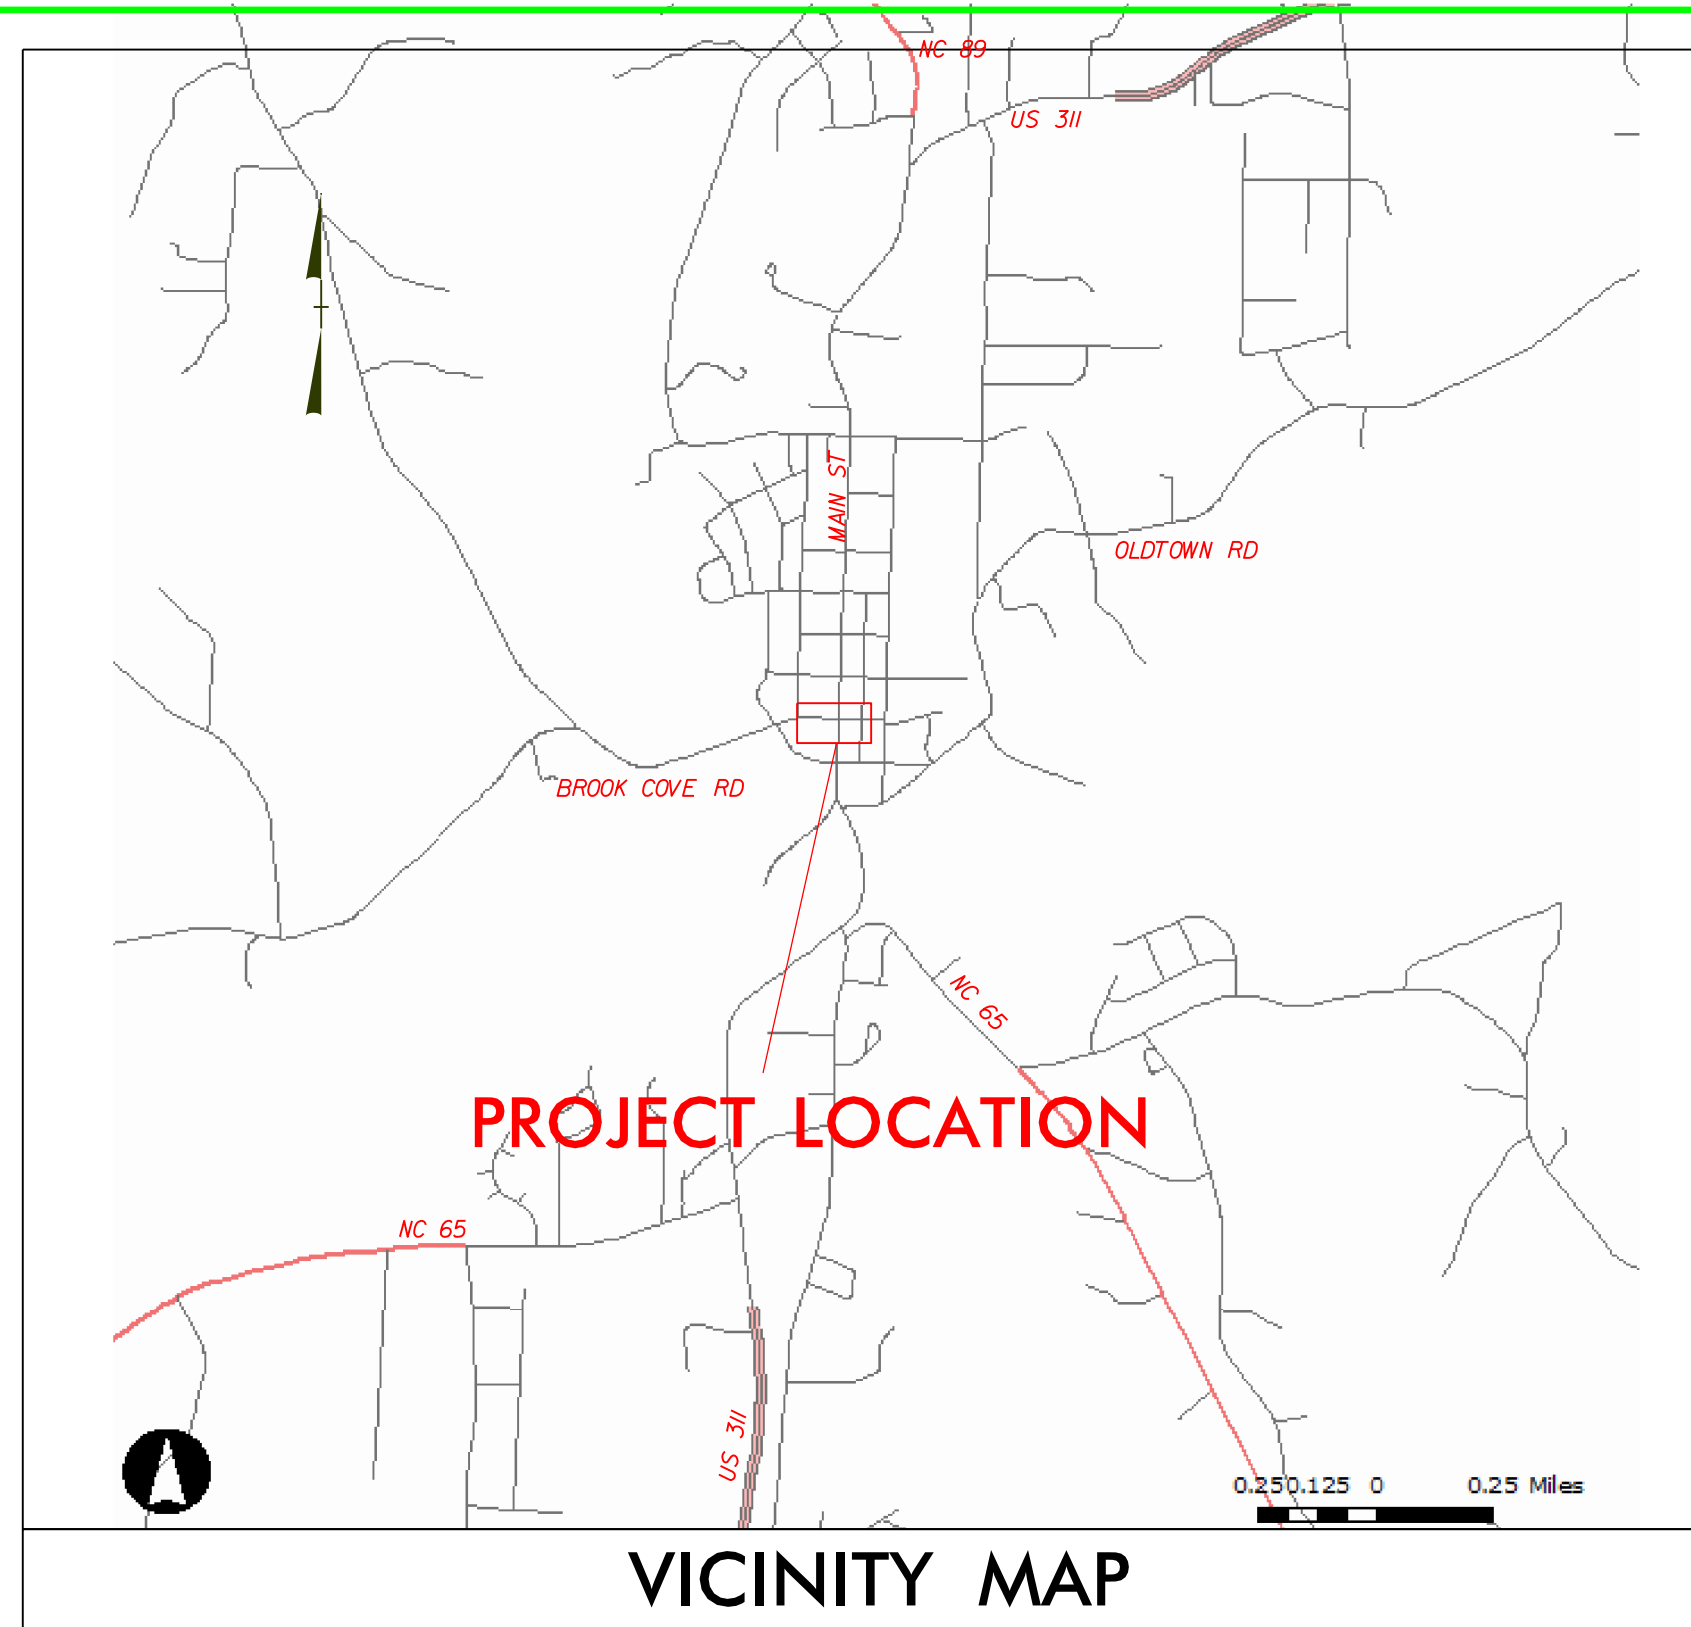 NC 89
US 311
MAIN ST
OLDTOWN RD
BROOK COVE RD
NC 65
PROJECT LOCATION
NC 65
US 311
0.250.125 0 0.25 Miles
VICINITY MAP